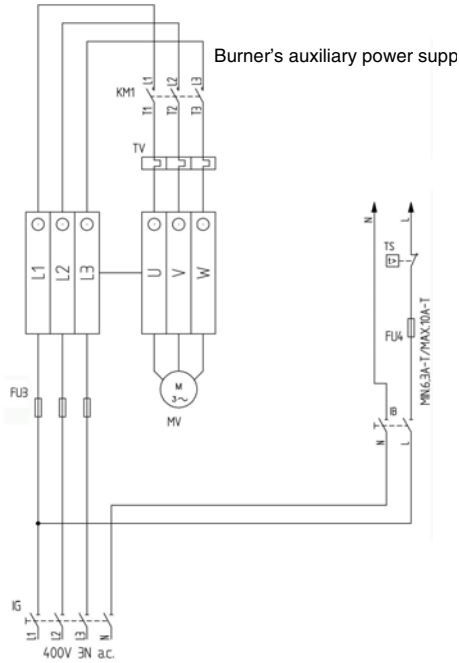 Burner's auxiliary power supp
L1 L2 L3
KM1
T1 T2 T3
TV
N L
TS
t>
L1 L2 L3 U V W
FU4
MIN.6,3A-T/MAX.10A-T
M
3~
FU3
MV
IB
N L
IG
L1 L2 L3 N
400V 3N a.c.